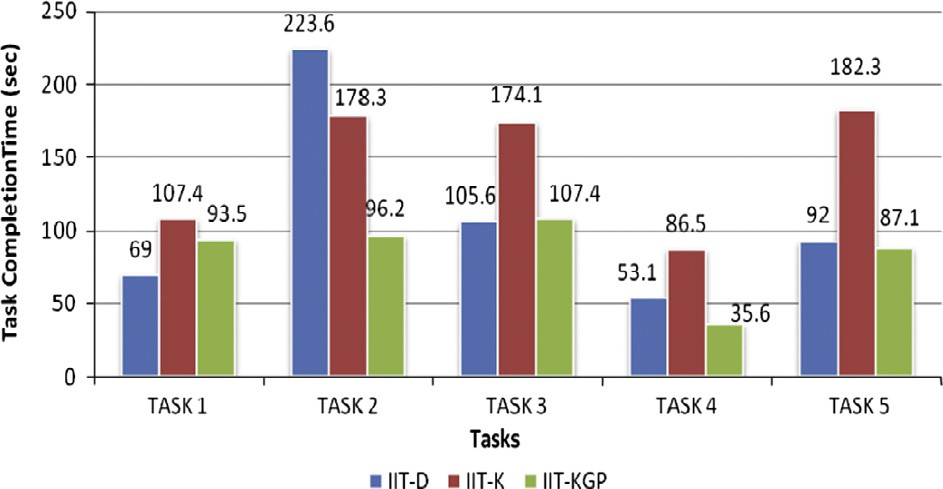 Task CompletionTime (sec)
250
200
150
100
50
0
69
107.4
93.5
223.6
178.3
96.2
105.6
174.1
107.4
53.1
86.5
35.6
92
182.3
87.1
TASK 1
TASK 2
TASK 3
TASK 4
TASK 5
Tasks
IIT-D
IIT-K
IIT-KGP